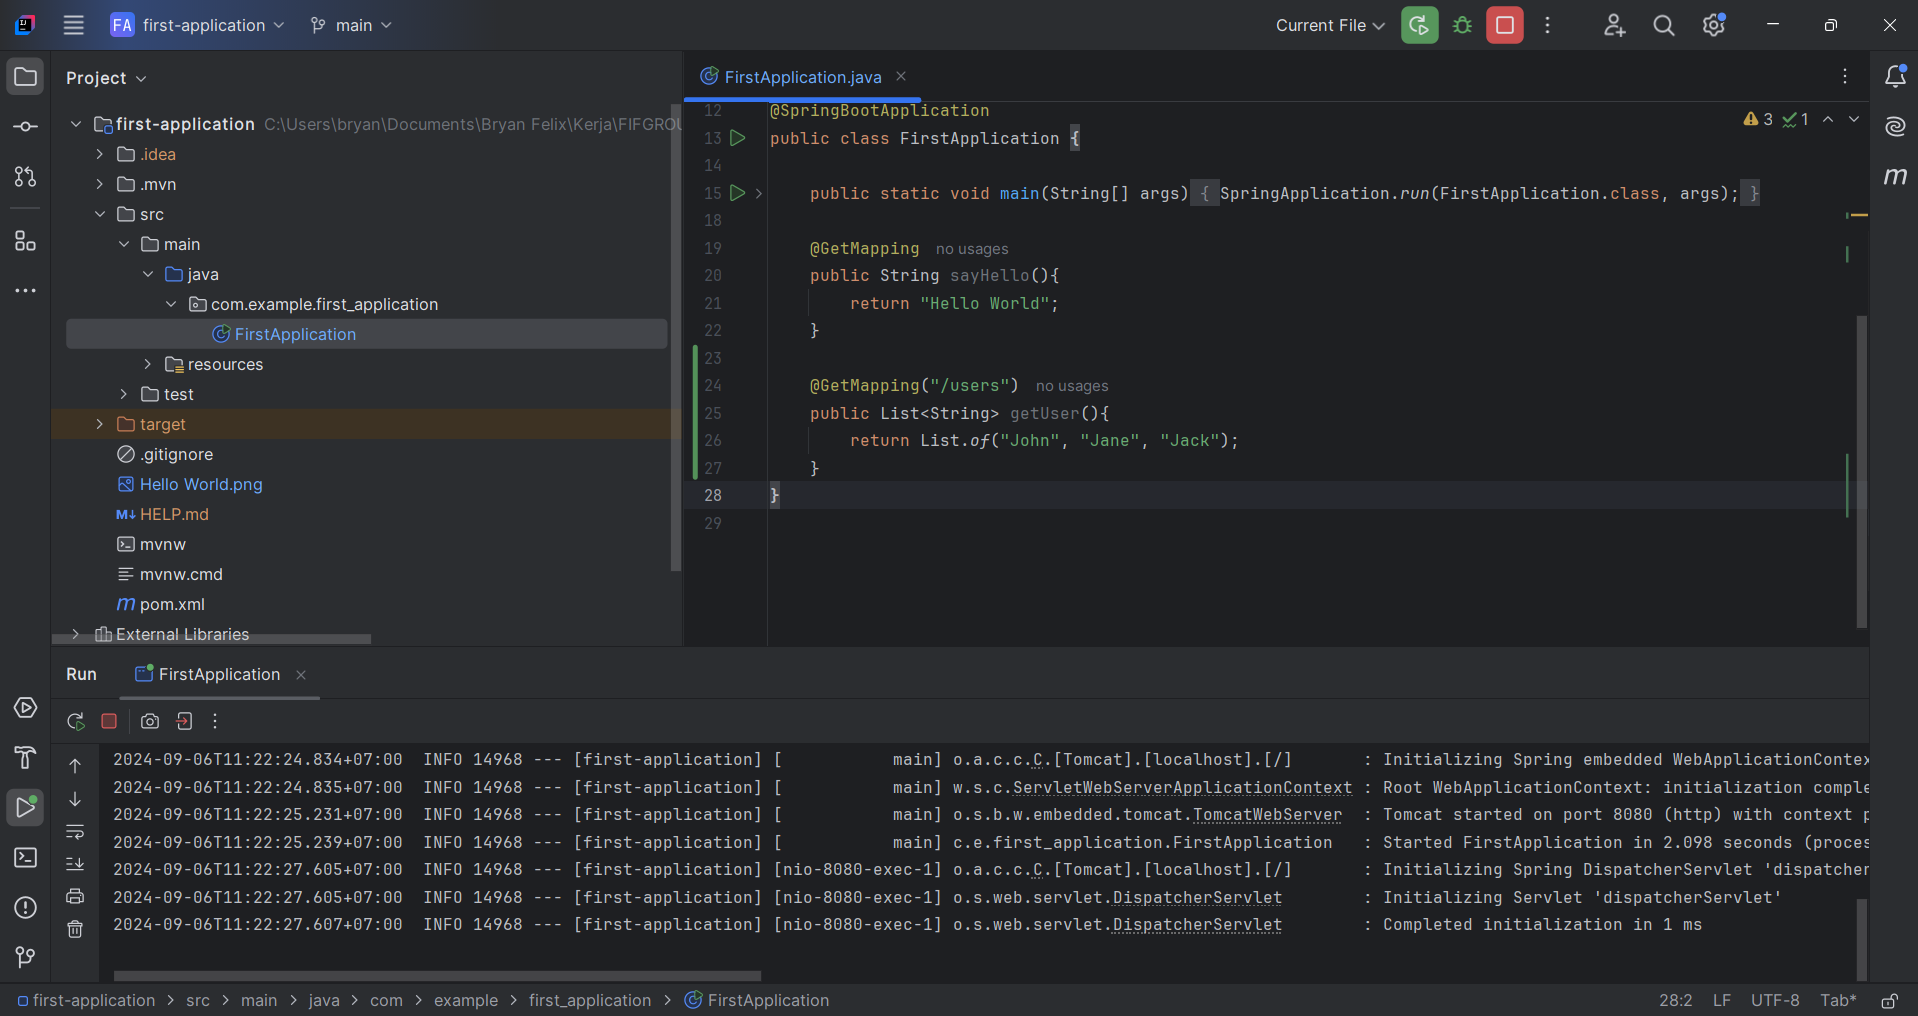 FA first-application main Current File
Project
first-application C:\Users\bryan\Documents\Bryan Felix\Kerja\FIFGROU
.idea
.mvn
src
main
java
com.example.first_application
FirstApplication
resources
test
target
.gitignore
Hello World.png
M↓ HELP.md
mvnw
mvnw.cmd
m pom.xml
External Libraries
FirstApplication.java
3 1
12 @SpringBootApplication
13 public class FirstApplication {
14
15 public static void main(String[] args) { SpringApplication.run(FirstApplication.class, args); }
18
19 @GetMapping no usages
20 public String sayHello(){
21 return "Hello World";
22 }
23
24 @GetMapping("/users") no usages
25 public List<String> getUser(){
26 return List.of("John", "Jane", "Jack");
27 }
28 }
29
m
Run FirstApplication
2024-09-06T11:22:24.834+07:00 INFO 14968 --- [first-application] [ main] o.a.c.c.C.[Tomcat].[localhost].[/] : Initializing Spring embedded WebApplicationContex
2024-09-06T11:22:24.835+07:00 INFO 14968 --- [first-application] [ main] w.s.c.ServletWebServerApplicationContext : Root WebApplicationContext: initialization comple
2024-09-06T11:22:25.231+07:00 INFO 14968 --- [first-application] [ main] o.s.b.w.embedded.tomcat.TomcatWebServer : Tomcat started on port 8080 (http) with context p
2024-09-06T11:22:25.239+07:00 INFO 14968 --- [first-application] [ main] c.e.first_application.FirstApplication : Started FirstApplication in 2.098 seconds (proces
2024-09-06T11:22:27.605+07:00 INFO 14968 --- [first-application] [nio-8080-exec-1] o.a.c.c.C.[Tomcat].[localhost].[/] : Initializing Spring DispatcherServlet 'dispatcher
2024-09-06T11:22:27.605+07:00 INFO 14968 --- [first-application] [nio-8080-exec-1] o.s.web.servlet.DispatcherServlet : Initializing Servlet 'dispatcherServlet'
2024-09-06T11:22:27.607+07:00 INFO 14968 --- [first-application] [nio-8080-exec-1] o.s.web.servlet.DispatcherServlet : Completed initialization in 1 ms
first-application > src > main > java > com > example > first_application > FirstApplication 28:2 LF UTF-8 Tab*